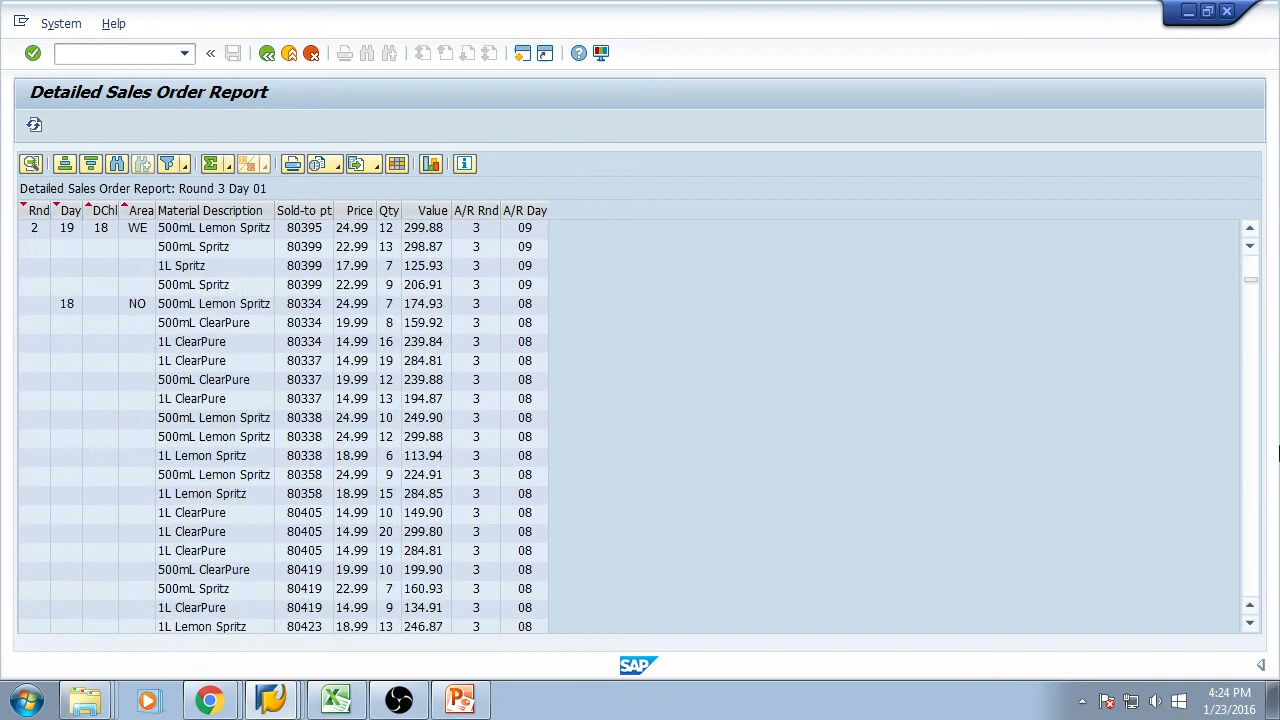 System Help
Detailed Sales Order Report
Detailed Sales Order Report: Round 3 Day 01
Rnd Day DChl Area Material Description Sold-to pt Price Qty Value A/R Rnd A/R Day
2 19 18 WE 500mL Lemon Spritz 80395 24.99 12 299.88 3 09
500mL Spritz 80399 22.99 13 298.87 3 09
1L Spritz 80399 17.99 7 125.93 3 09
500mL Spritz 80399 22.99 9 206.91 3 09
18 NO 500mL Lemon Spritz 80334 24.99 7 174.93 3 08
500mL ClearPure 80334 19.99 8 159.92 3 08
1L ClearPure 80334 14.99 16 239.84 3 08
1L ClearPure 80337 14.99 19 284.81 3 08
500mL ClearPure 80337 19.99 12 239.88 3 08
1L ClearPure 80337 14.99 13 194.87 3 08
500mL Lemon Spritz 80338 24.99 10 249.90 3 08
500mL Lemon Spritz 80338 24.99 12 299.88 3 08
1L Lemon Spritz 80338 18.99 6 113.94 3 08
500mL Lemon Spritz 80358 24.99 9 224.91 3 08
1L Lemon Spritz 80358 18.99 15 284.85 3 08
1L ClearPure 80405 14.99 10 149.90 3 08
1L ClearPure 80405 14.99 20 299.80 3 08
1L ClearPure 80405 14.99 19 284.81 3 08
500mL ClearPure 80419 19.99 10 199.90 3 08
500mL Spritz 80419 22.99 7 160.93 3 08
1L ClearPure 80419 14.99 9 134.91 3 08
1L Lemon Spritz 80423 18.99 13 246.87 3 08
SAP
4:24 PM
1/23/2016